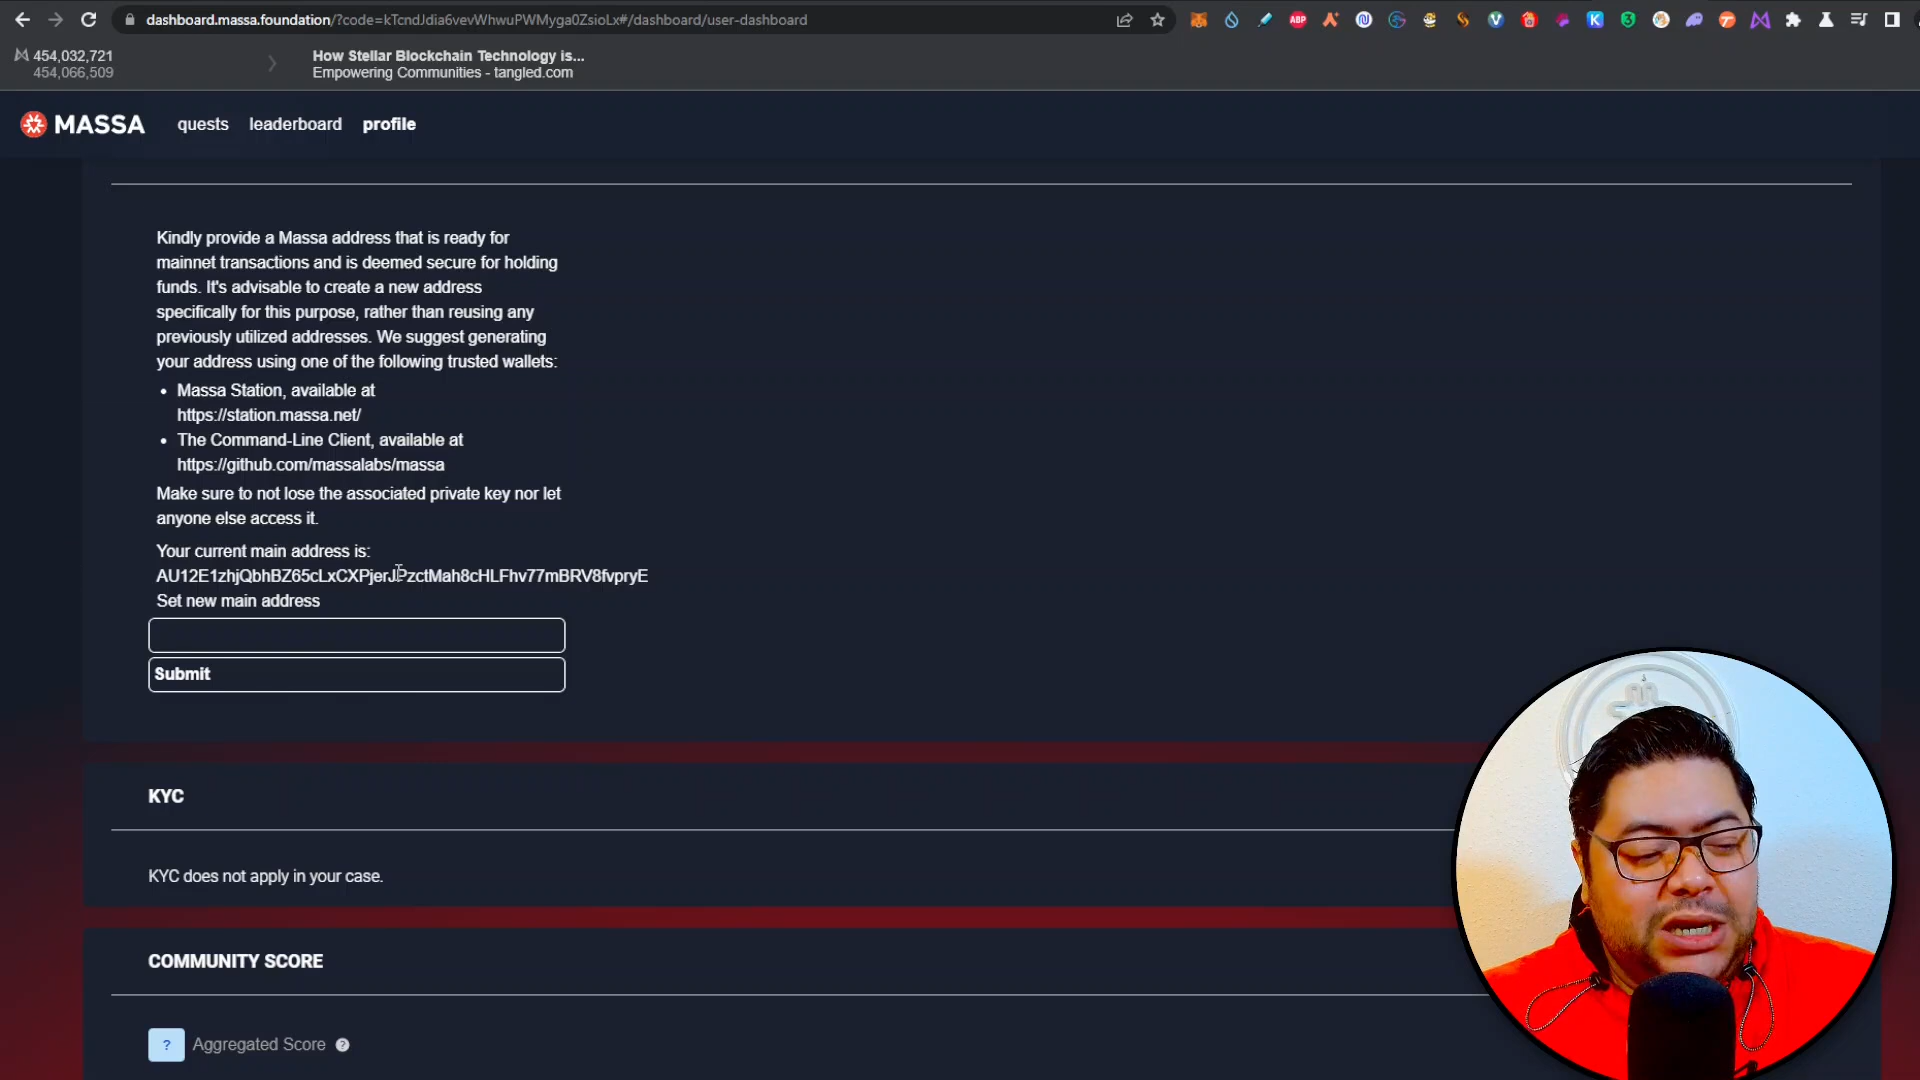 dashboard.massa.foundation/?code=kTcndJdia6vevWhwuPWMyga0ZsioLx#/dashboard/user-dashboard
454,032,721
454,066,509
How Stellar Blockchain Technology is...
Empowering Communities - tangled.com
MASSA quests leaderboard profile
Kindly provide a Massa address that is ready for
mainnet transactions and is deemed secure for holding
funds. It's advisable to create a new address
specifically for this purpose, rather than reusing any
previously utilized addresses. We suggest generating
your address using one of the following trusted wallets:
• Massa Station, available at
https://station.massa.net/
• The Command-Line Client, available at
https://github.com/massalabs/massa
Make sure to not lose the associated private key nor let
anyone else access it.
Your current main address is:
AU12E1zhjQbhBZ65cLxCXPjerJPzctMah8cHLFhv77mBRV8fvpryE
Set new main address
Submit
KYC
KYC does not apply in your case.
COMMUNITY SCORE
? Aggregated Score ?